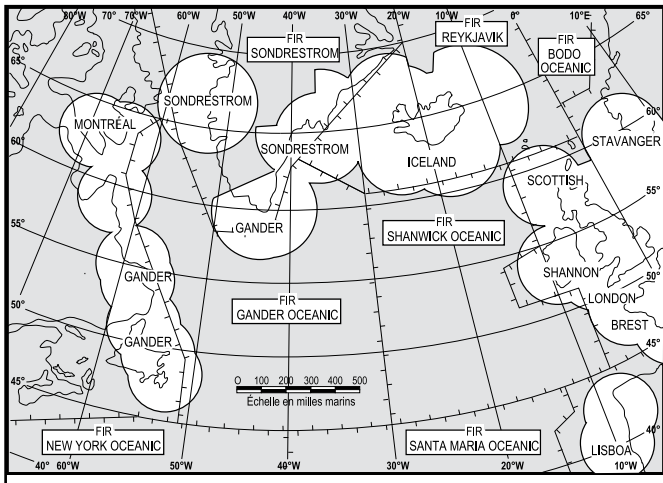 80°W 70°W 60°W 50°W 40°W 30°W 20°W 10°W 0° 10°E 65°
FIR
SONDRESTROM
FIR
REYKJAVIK
FIR
BODO
OCEANIC
65°
SONDRESTROM
60°
MONTRÉAL
STAVANGER
60°
SONDRESTROM
ICELAND
SCOTTISH
55°
55°
GANDER
FIR
SHANWICK OCEANIC
SHANNON
50°
GANDER
LONDON
50°
FIR
GANDER OCEANIC
BREST
GANDER
45°
45°
0 100 200 300 400 500
Échelle en milles marins
FIR
NEW YORK OCEANIC
FIR
SANTA MARIA OCEANIC
40°
LISBOA
40° 60°W 50°W 40°W 30°W 20°W 10°W